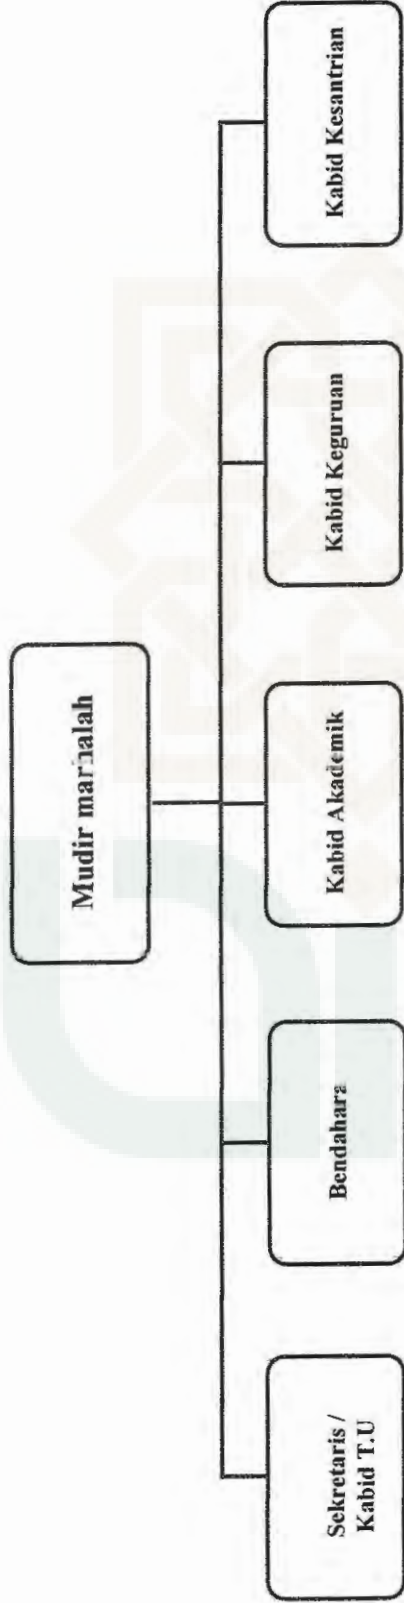 Mudir marhalah
Sekretaris /
Kabid T.U
Bendahara
Kabid Akademik
Kabid Keguruan
Kabid Kesantrian